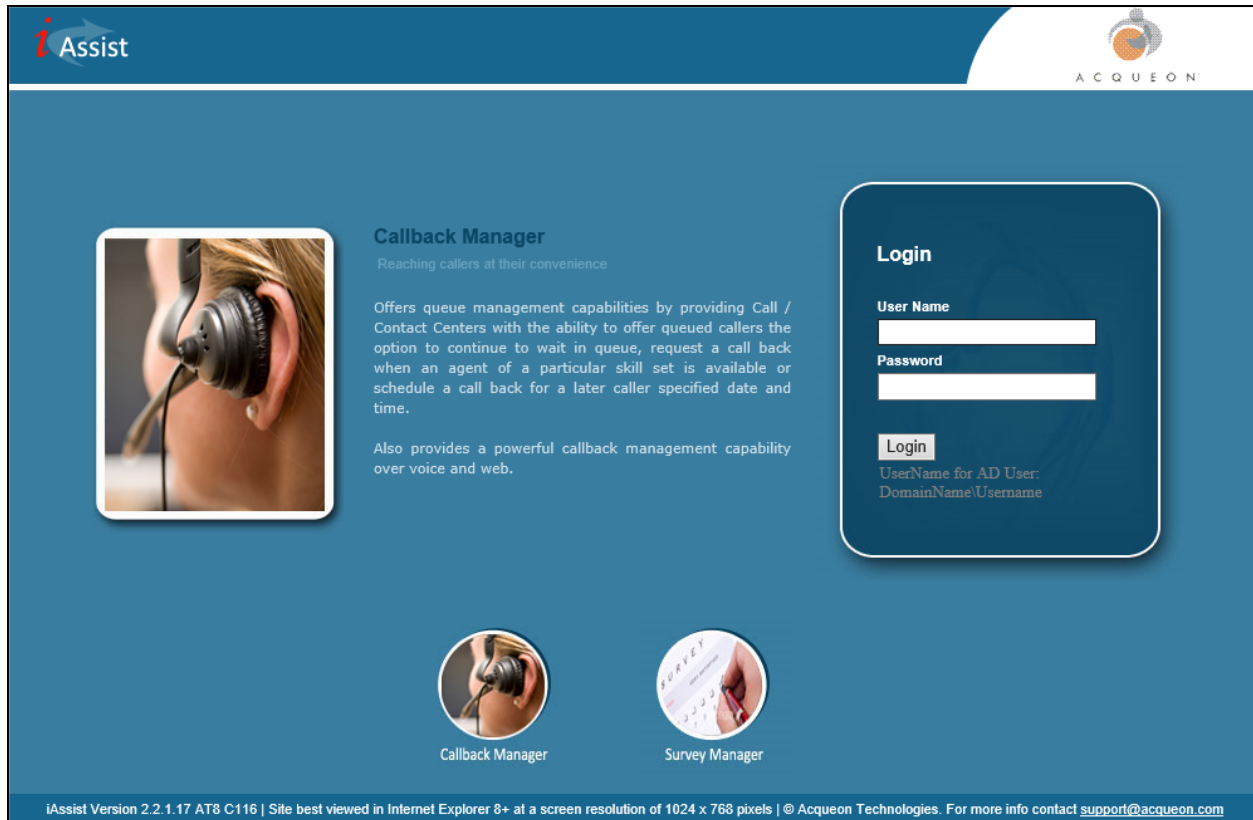 i Assist
ACQUEON
Callback Manager
Reaching callers at their convenience
Offers queue management capabilities by providing Call /
Contact Centers with the ability to offer queued callers the
option to continue to wait in queue, request a call back
when an agent of a particular skill set is available or
schedule a call back for a later caller specified date and
time.
Also provides a powerful callback management capability
over voice and web.
Login
User Name
Password
Login
UserName for AD User:
DomainName\Username
SURVEY
Callback Manager
Survey Manager
iAssist Version 2.2.1.17 AT8 C116 | Site best viewed in Internet Explorer 8+ at a screen resolution of 1024 x 768 pixels | © Acqueon Technologies. For more info contact support@acqueon.com